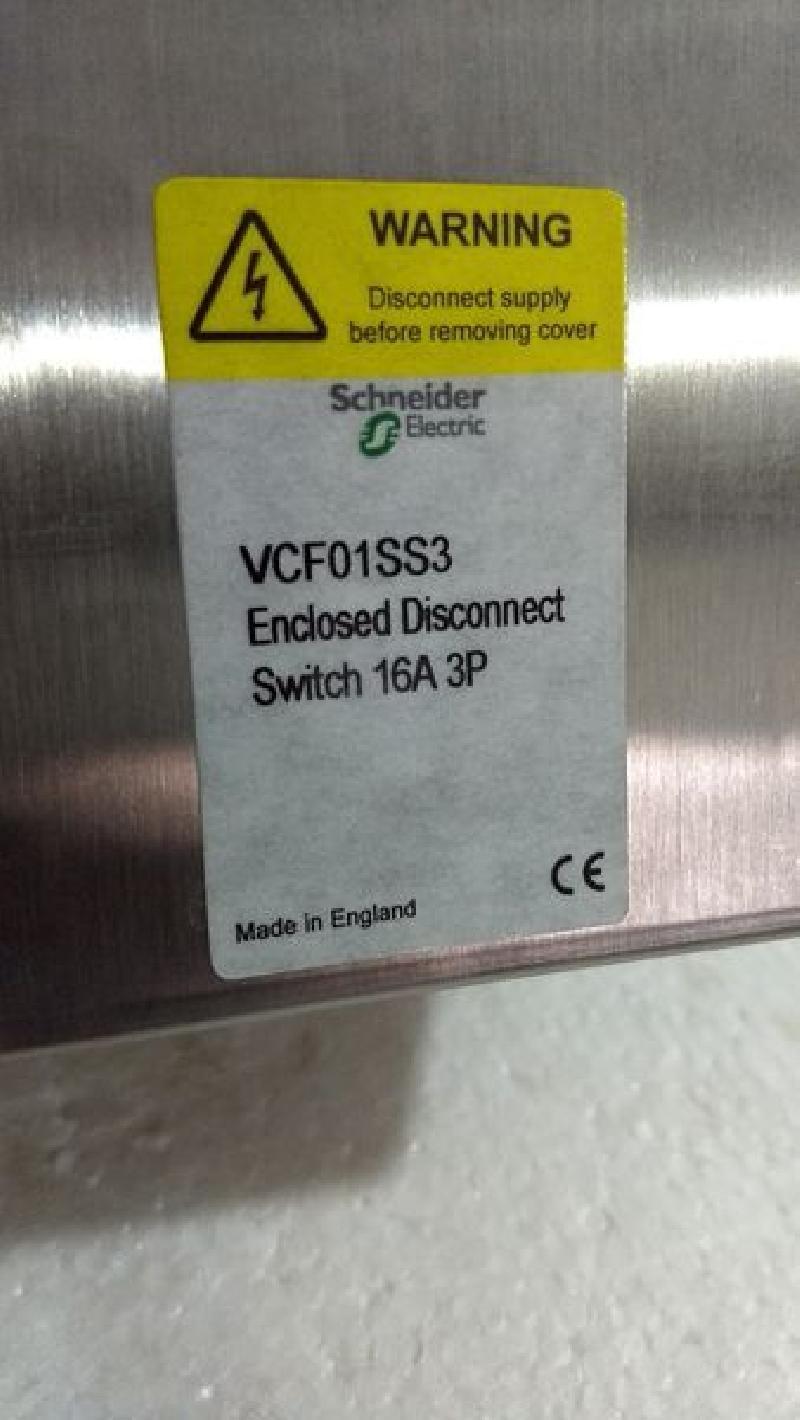 WARNING
Disconnect supply
before removing cover
Schneider
Electric
VCF01SS3
Enclosed Disconnect
Switch 16A 3P
CE
Made in England